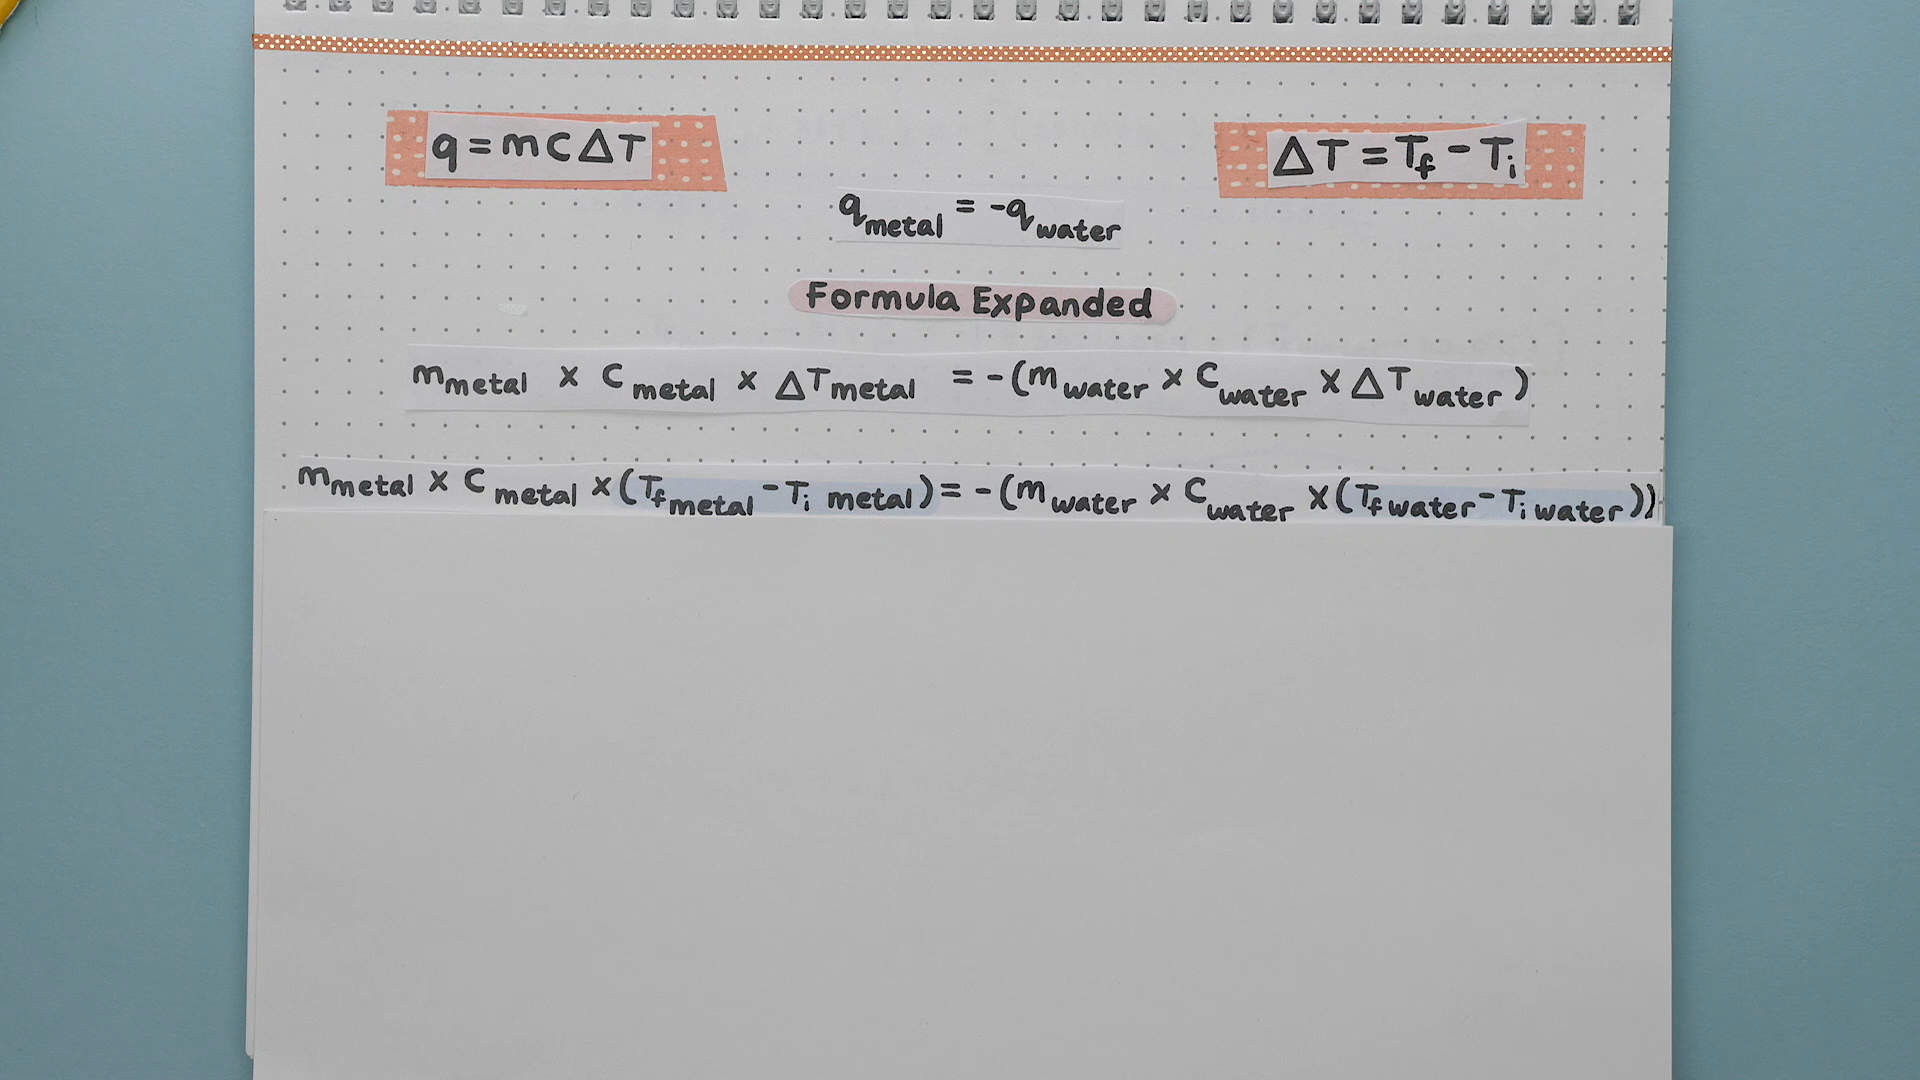 q = mCΔT
ΔT = Tf - Ti
qmetal = -qwater
Formula Expanded
mmetal x Cmetal x ΔTmetal = -(mwater x Cwater x ΔTwater)
mmetal x Cmetal x (Tf metal - Ti metal) = -(mwater x Cwater x (Tf water - Ti water))